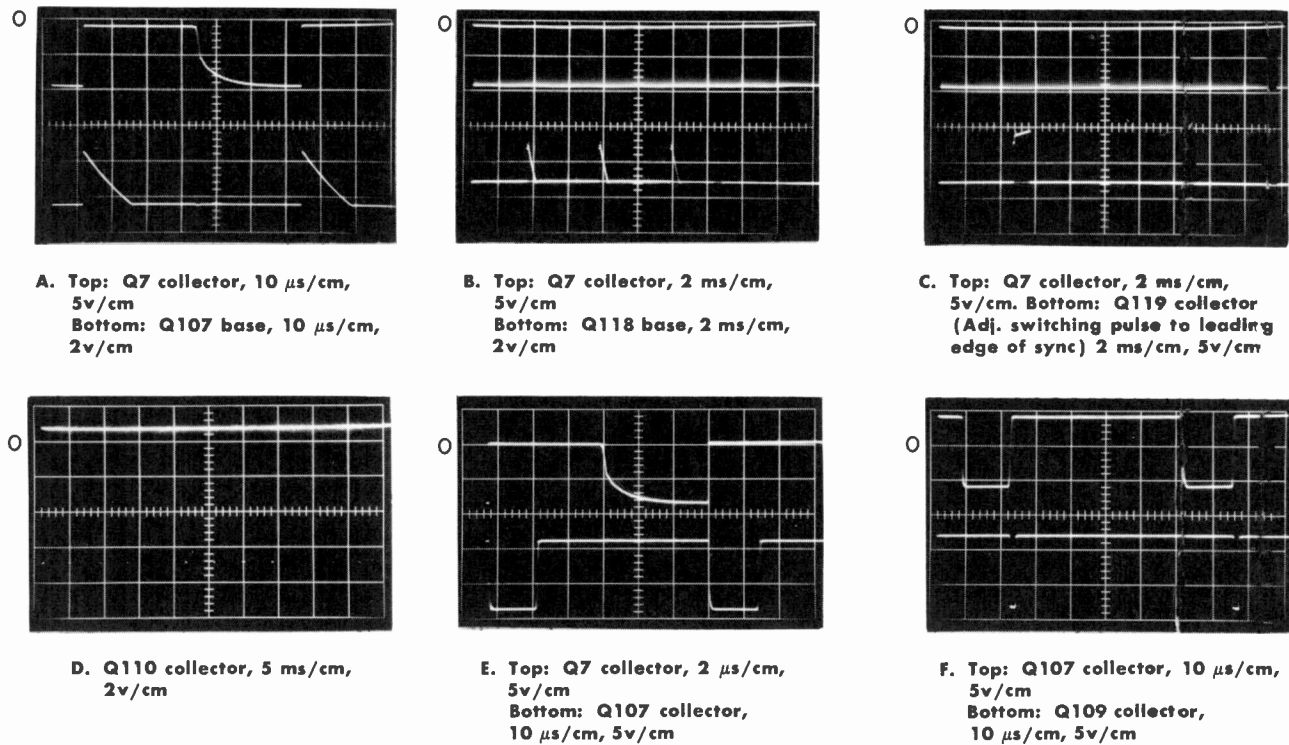 O
O
O
A. Top: Q7 collector, 10 μs/cm,
5v/cm
Bottom: Q107 base, 10 μs/cm,
2v/cm
B. Top: Q7 collector, 2 ms/cm,
5v/cm
Bottom: Q118 base, 2 ms/cm,
2v/cm
C. Top: Q7 collector, 2 ms/cm,
5v/cm. Bottom: Q119 collector
(Adj. switching pulse to leading
edge of sync) 2 ms/cm, 5v/cm
O
O
O
D. Q110 collector, 5 ms/cm,
2v/cm
E. Top: Q7 collector, 2 μs/cm,
5v/cm
Bottom: Q107 collector,
10 μs/cm, 5v/cm
F. Top: Q107 collector, 10 μs/cm,
5v/cm
Bottom: Q109 collector,
10 μs/cm, 5v/cm